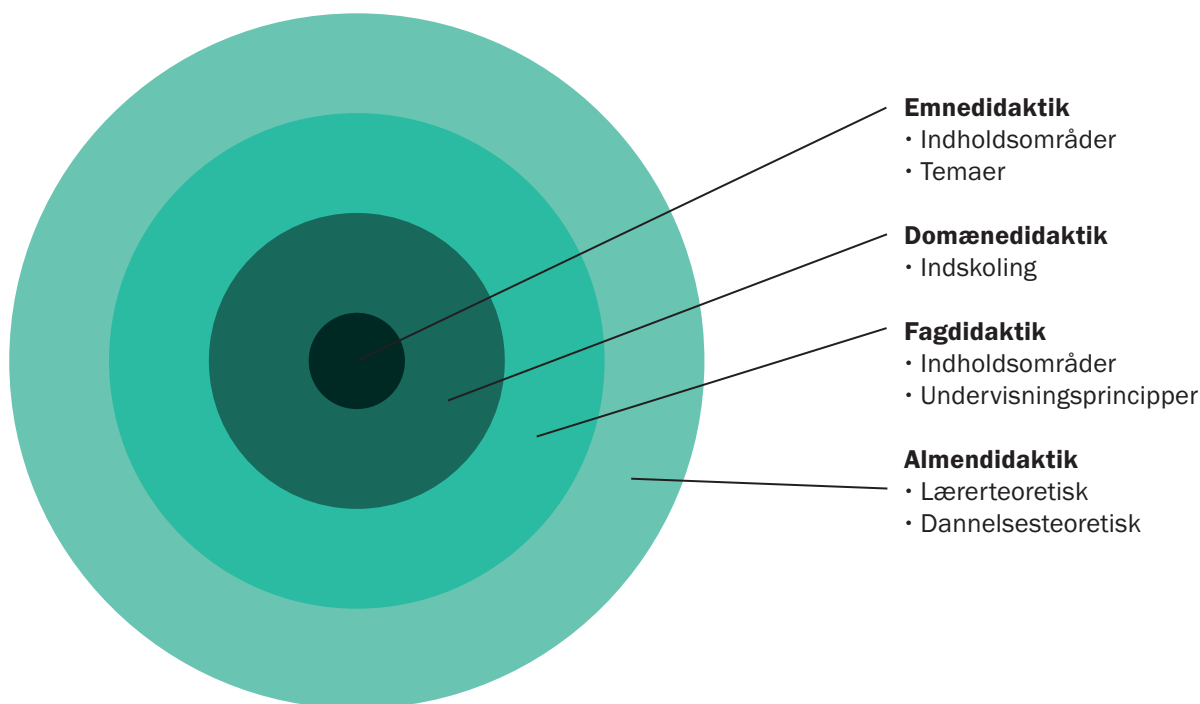 Emnedidaktik
· Indholdsområder
· Temaer
Domænedidaktik
· Indskoling
Fagdidaktik
· Indholdsområder
· Undervisningsprincipper
Almendidaktik
· Lærerteoretisk
· Dannelsesteoretisk